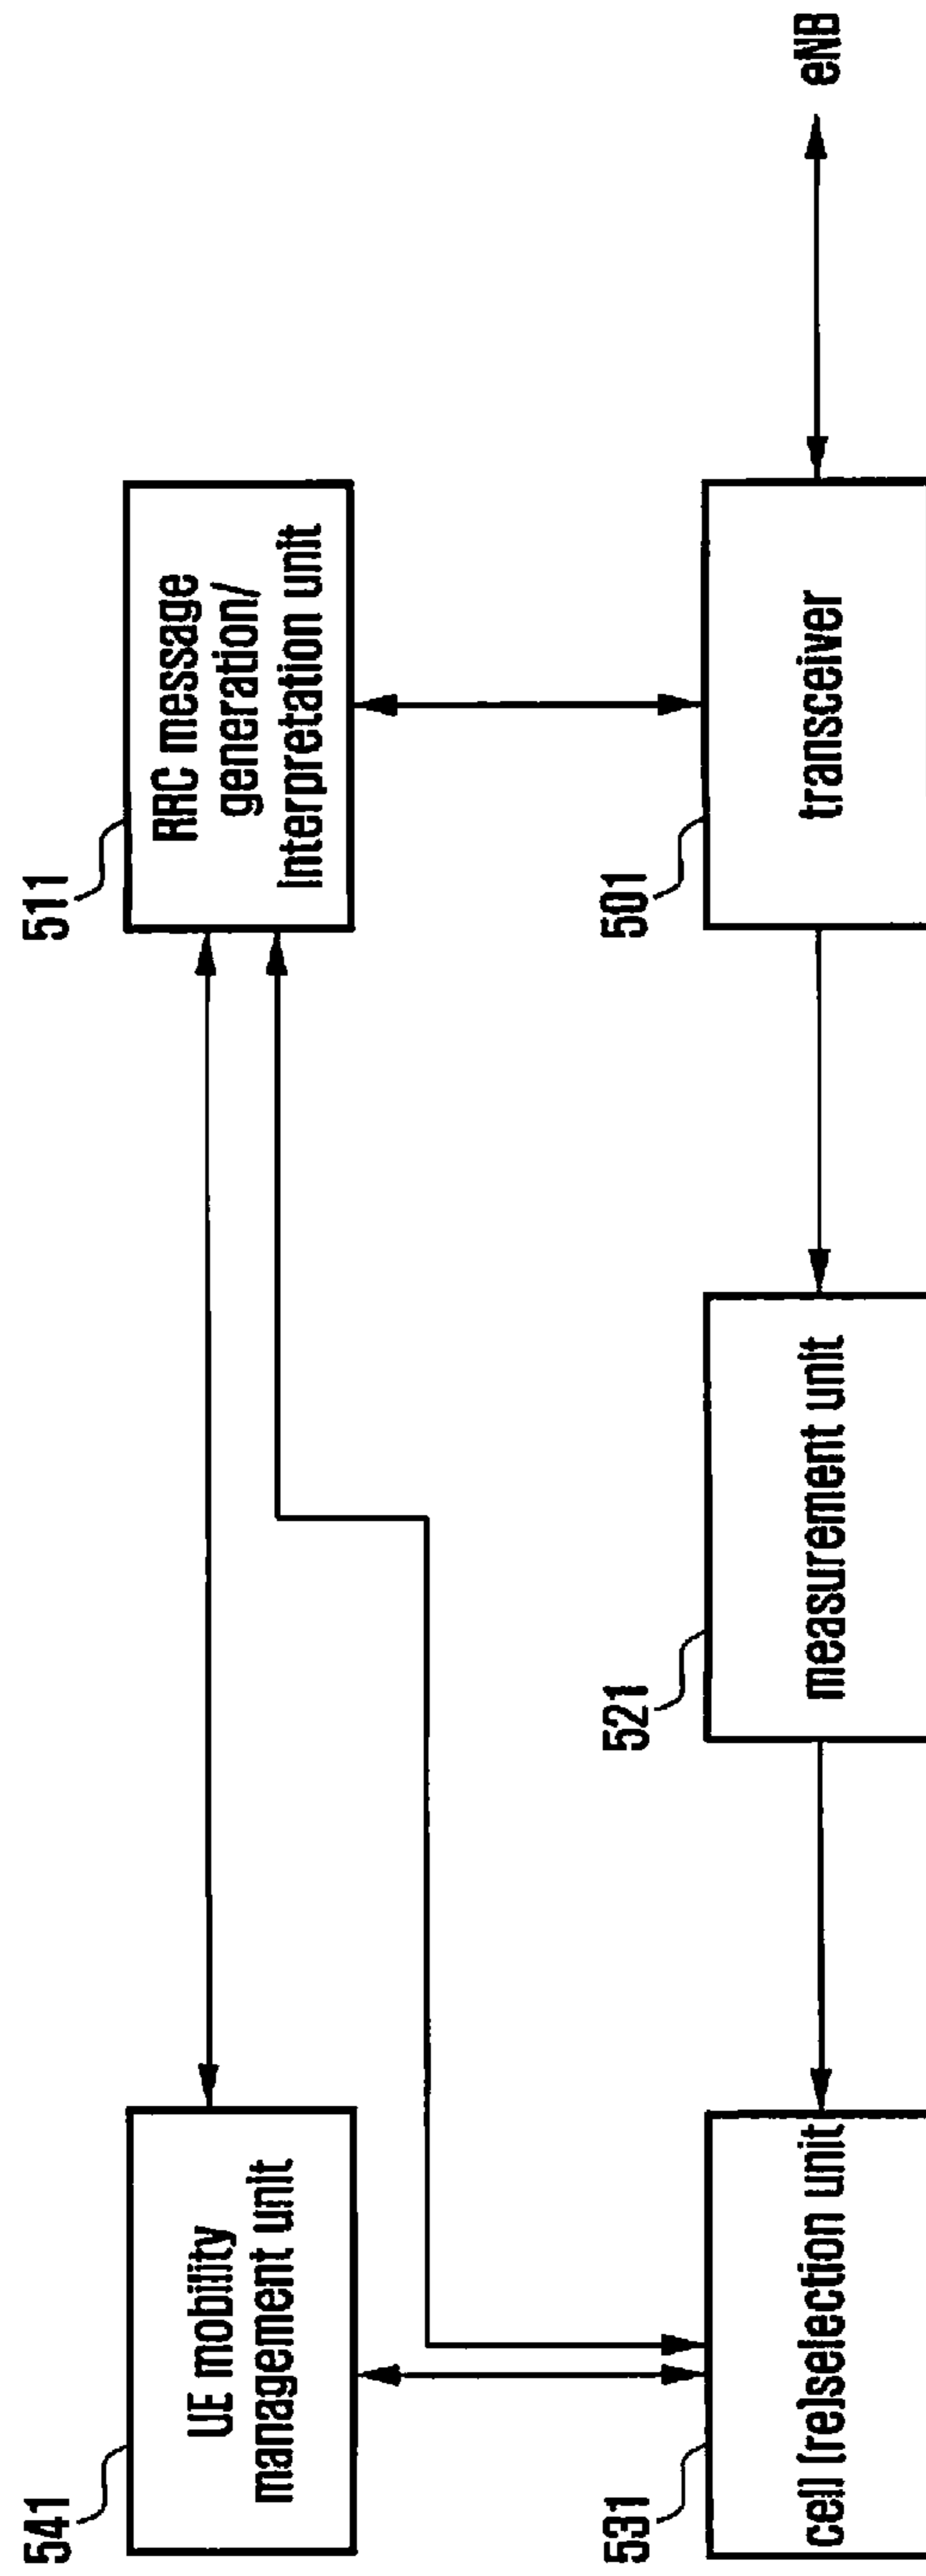 541
UE mobility
management unit
511
RRC message
generation/
Interpretation unit
531
cell (re)selection unit
521
measurement unit
501
transceiver
eNB